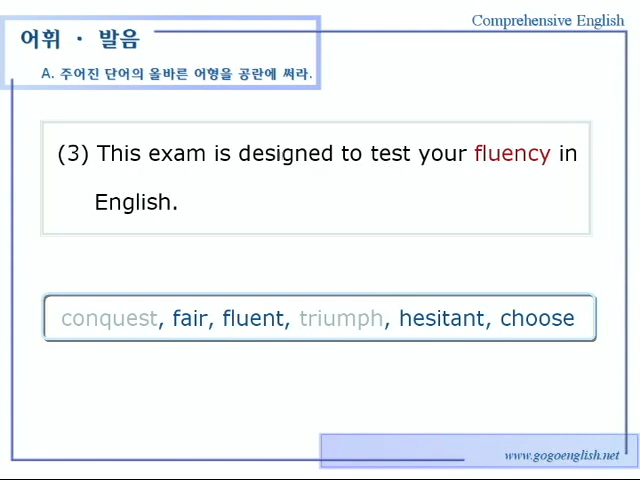 Comprehensive English
어휘 · 발음
A. 주어진 단어의 올바른 어형을 공란에 써라.
(3) This exam is designed to test your fluency in
English.
conquest, fair, fluent, triumph, hesitant, choose
www.gogoenglish.net